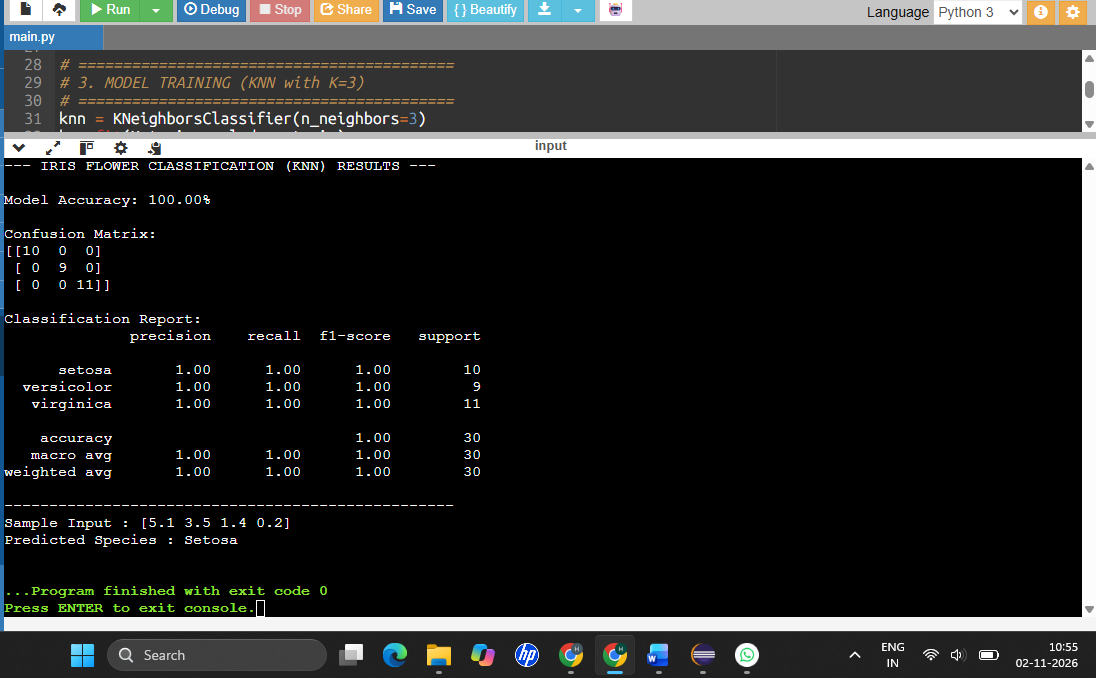 Run
Debug
Stop
Share
Save
{ } Beautify
Language Python 3
main.py
28 # ==========================================
29 # 3. MODEL TRAINING (KNN with K=3)
30 # ==========================================
31 knn = KNeighborsClassifier(n_neighbors=3)
input
--- IRIS FLOWER CLASSIFICATION (KNN) RESULTS ---
Model Accuracy: 100.00%
Confusion Matrix:
[[10  0  0]
 [ 0  9  0]
 [ 0  0 11]]
Classification Report:
              precision    recall  f1-score   support
      setosa       1.00      1.00      1.00        10
  versicolor       1.00      1.00      1.00         9
   virginica       1.00      1.00      1.00        11
    accuracy                           1.00        30
   macro avg       1.00      1.00      1.00        30
weighted avg       1.00      1.00      1.00        30
--------------------------------------------------
Sample Input : [5.1 3.5 1.4 0.2]
Predicted Species : Setosa
...Program finished with exit code 0
Press ENTER to exit console.
Search
hp
ENG
IN
10:55
02-11-2026